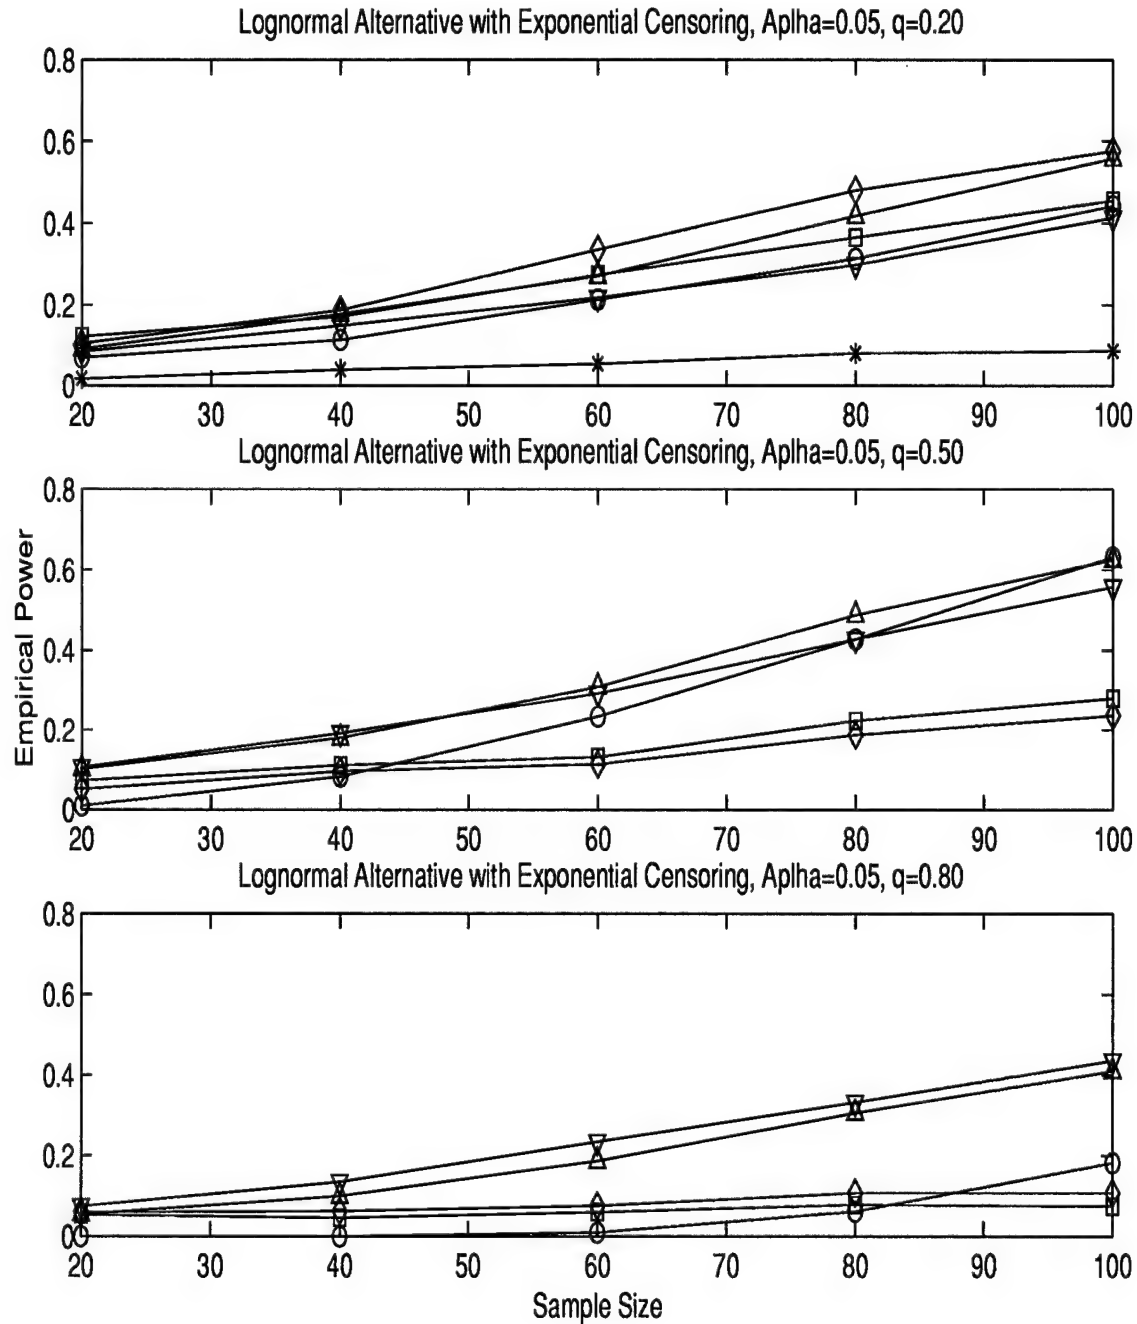 Lognormal Alternative with Exponential Censoring, Aplha=0.05, q=0.20
0.8
0.6
0.4
0.2
0
20 30 40 50 60 70 80 90 100
Lognormal Alternative with Exponential Censoring, Aplha=0.05, q=0.50
0.8
0.6
0.4
0.2
0
Empirical Power
20 30 40 50 60 70 80 90 100
Lognormal Alternative with Exponential Censoring, Aplha=0.05, q=0.80
0.8
0.6
0.4
0.2
0
20 30 40 50 60 70 80 90 100
Sample Size